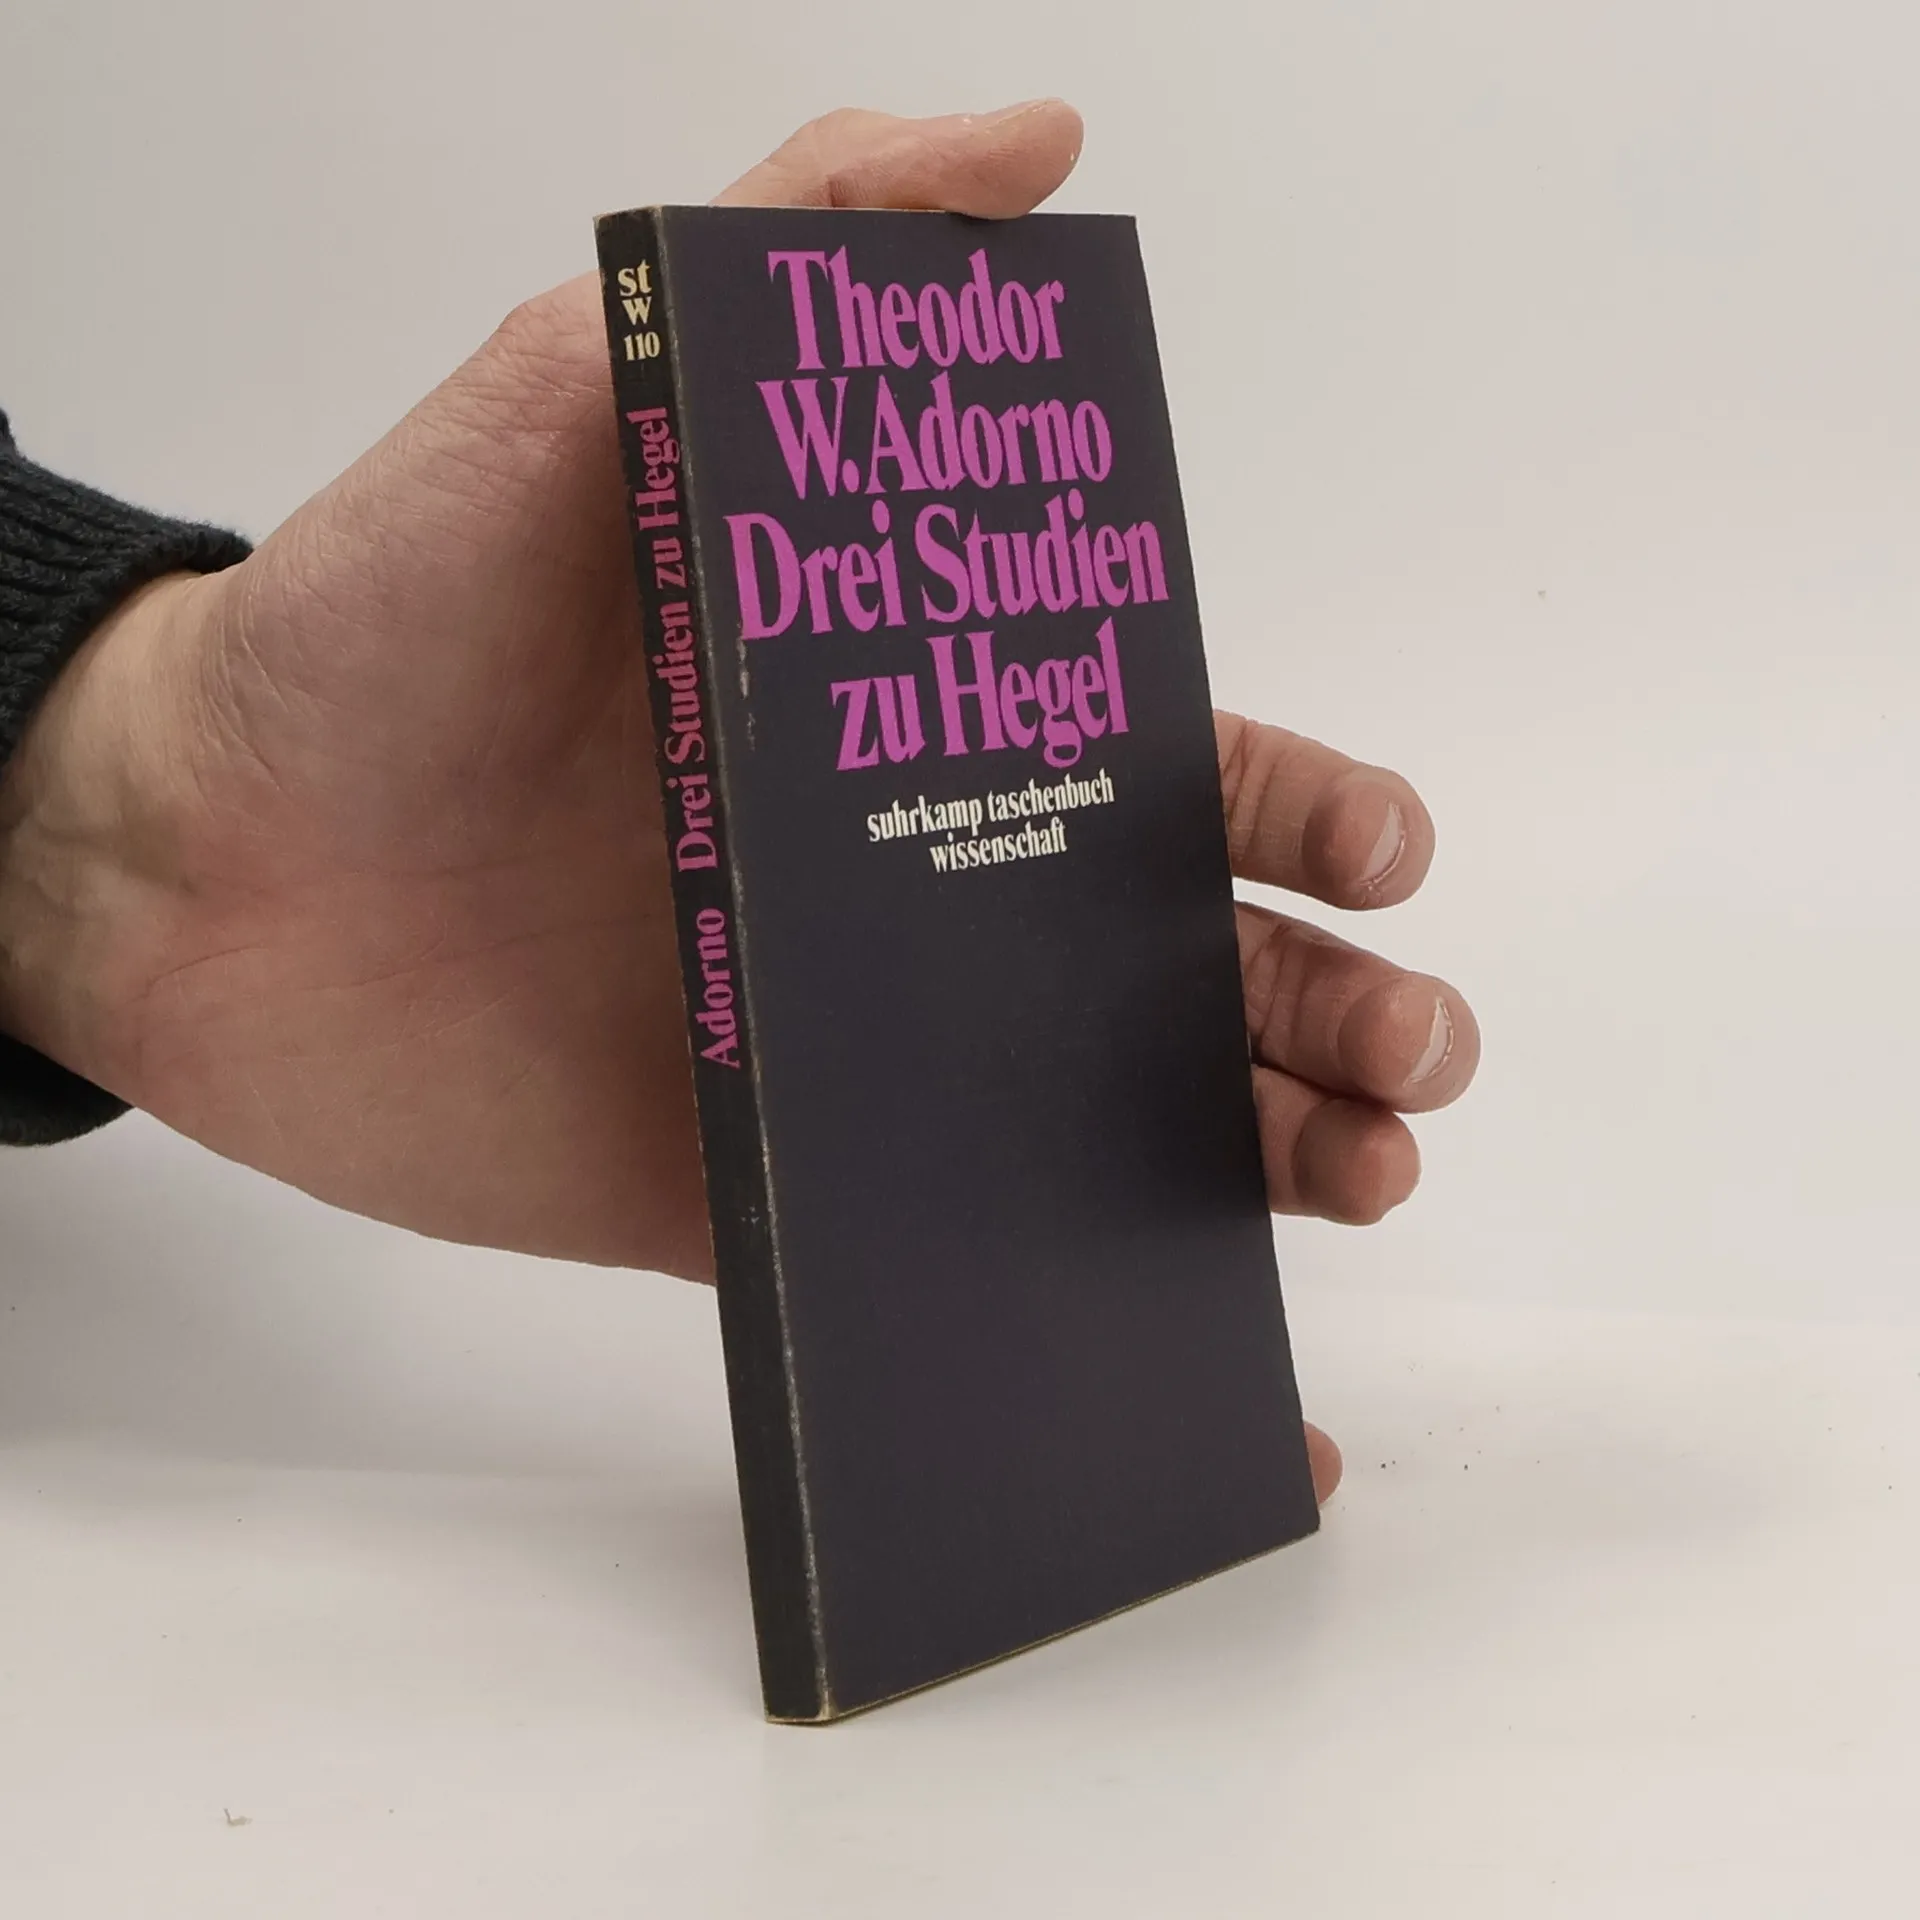 st
w
110
Adorno Drei Studien zu Hegel
Theodor
W. Adorno
Drei Studien
zu Hegel
suhrkamp taschenbuch
wissenschaft